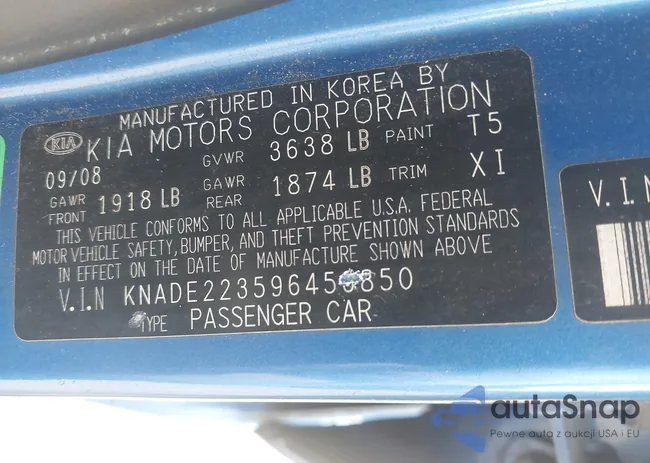 MANUFACTURED IN KOREA BY
KIA KIA MOTORS CORPORATION
09/08 GVWR 3638 LB PAINT T5
GAWR FRONT 1918 LB GAWR REAR 1874 LB TRIM XI
THIS VEHICLE CONFORMS TO ALL APPLICABLE U.S.A. FEDERAL
MOTOR VEHICLE SAFETY, BUMPER, AND THEFT PREVENTION STANDARDS
IN EFFECT ON THE DATE OF MANUFACTURE SHOWN ABOVE
V.I.N
TYPE PASSENGER CAR
V.I.N
autoSnap
Pewne auta z aukcji USA i EU